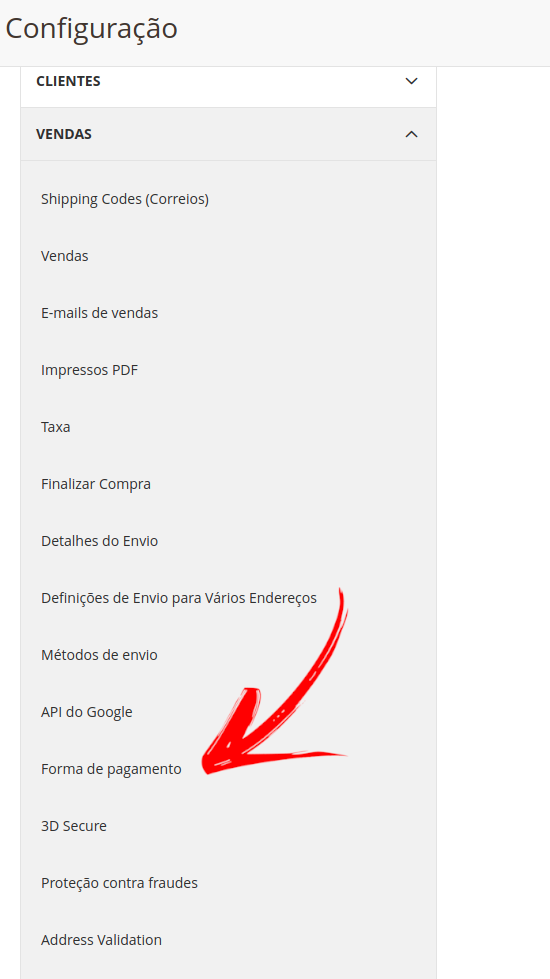 Configuração
CLIENTES
VENDAS
Shipping Codes (Correios)
Vendas
E-mails de vendas
Impressos PDF
Taxa
Finalizar Compra
Detalhes do Envio
Definições de Envio para Vários Endereços
Métodos de envio
API do Google
Forma de pagamento
3D Secure
Proteção contra fraudes
Address Validation